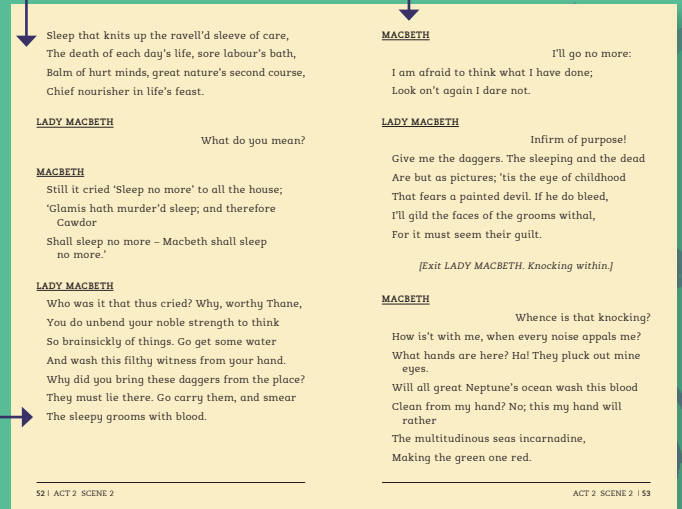 Sleep that knits up the ravell'd sleeve of care,
The death of each day's life, sore labour's bath,
Balm of hurt minds, great nature's second course,
Chief nourisher in life's feast.
LADY MACBETH
What do you mean?
MACBETH
Still it cried ‘Sleep no more’ to all the house;
‘Glamis hath murder’d sleep; and therefore
Cawdor
Shall sleep no more – Macbeth shall sleep
no more.’
LADY MACBETH
Who was it that thus cried? Why, worthy Thane,
You do unbend your noble strength to think
So brainsickly of things. Go get some water
And wash this filthy witness from your hand.
Why did you bring these daggers from the place?
They must lie there. Go carry them, and smear
The sleepy grooms with blood.
52 | ACT 2 SCENE 2
MACBETH
I’ll go no more:
I am afraid to think what I have done;
Look on’t again I dare not.
LADY MACBETH
Infirm of purpose!
Give me the daggers. The sleeping and the dead
Are but as pictures; ’tis the eye of childhood
That fears a painted devil. If he do bleed,
I’ll gild the faces of the grooms withal,
For it must seem their guilt.
[Exit LADY MACBETH. Knocking within.]
MACBETH
Whence is that knocking?
How is’t with me, when every noise appals me?
What hands are here? Ha! They pluck out mine
eyes.
Will all great Neptune’s ocean wash this blood
Clean from my hand? No; this my hand will
rather
The multitudinous seas incarnadine,
Making the green one red.
ACT 2 SCENE 2 | 53